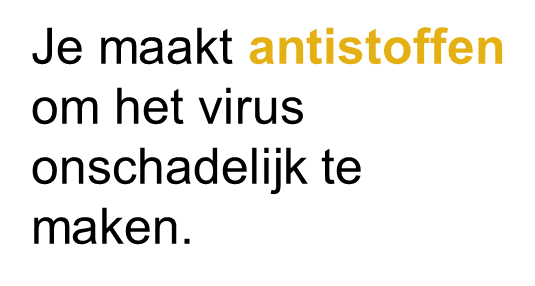 Je maakt antistoffen
om het virus
onschadelijk te
maken.